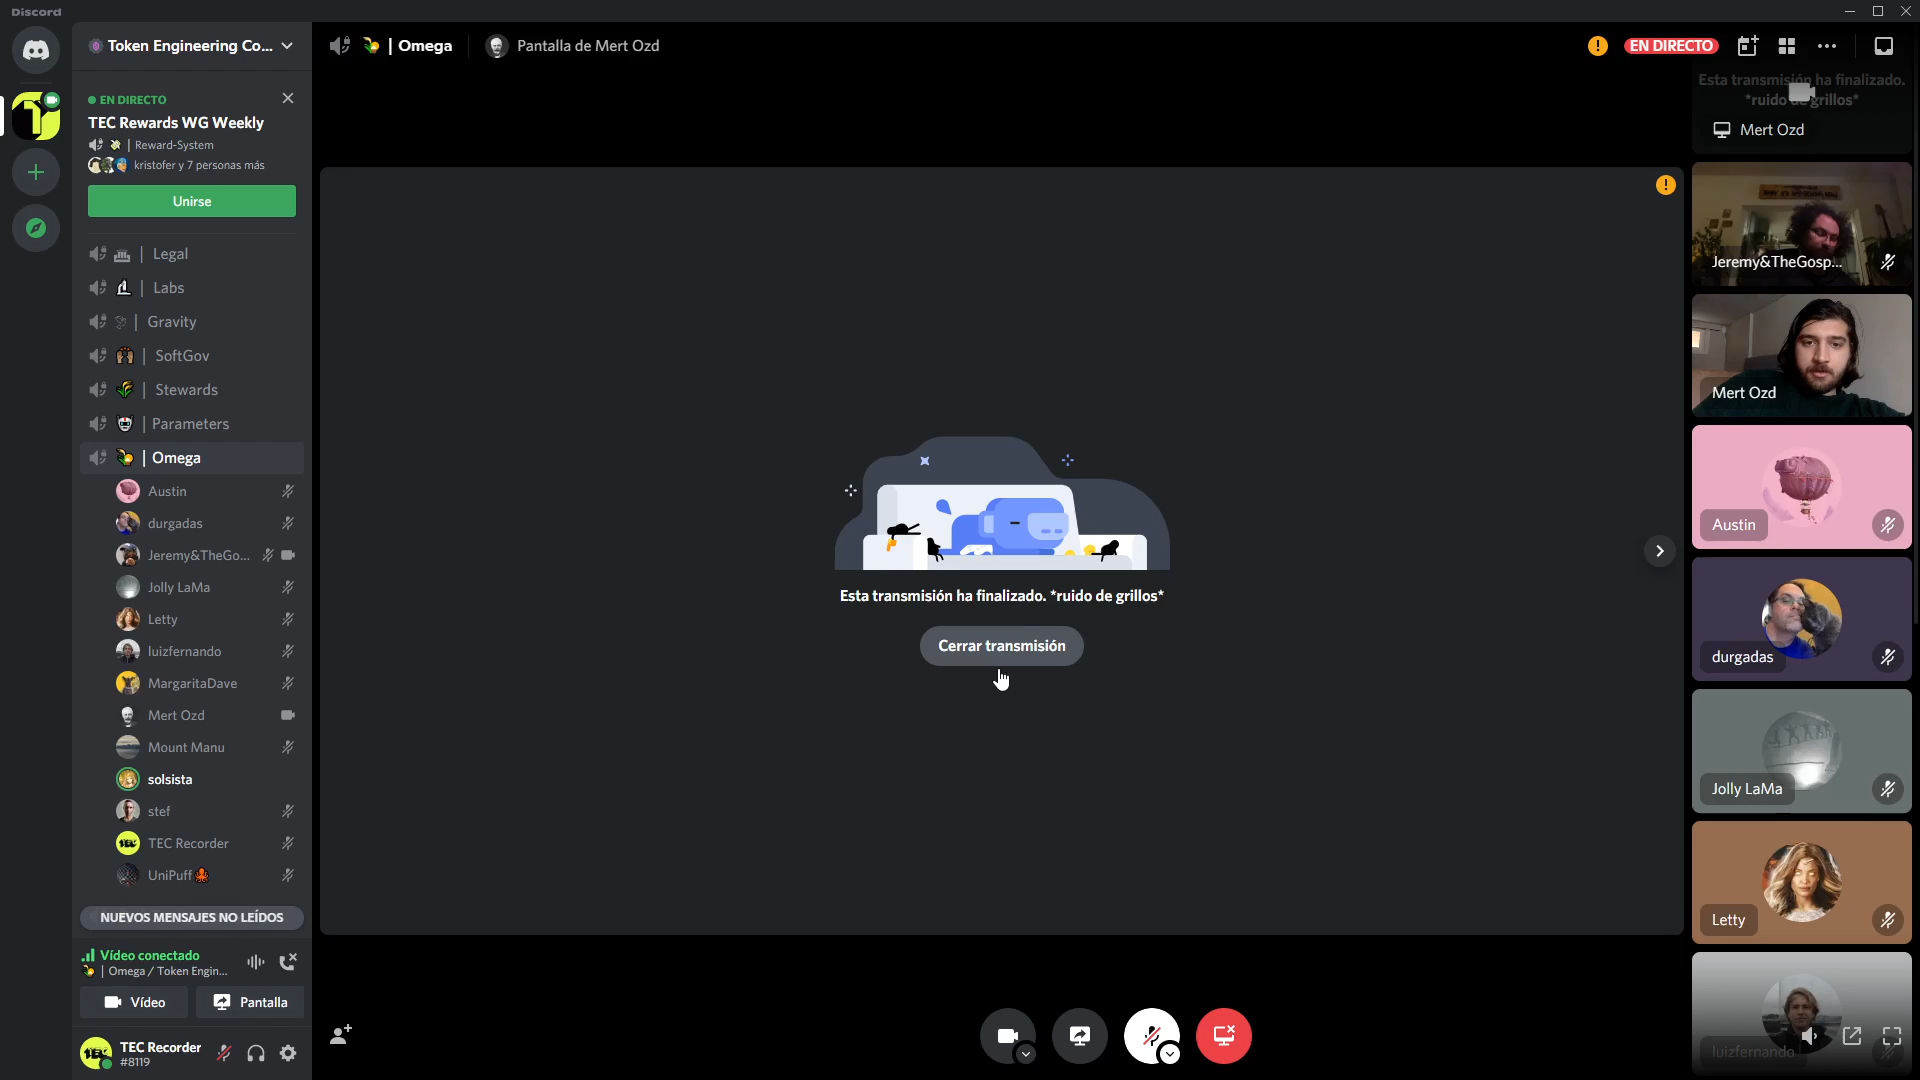 Discord
Token Engineering Co...
| Omega
Pantalla de Mert Ozd
EN DIRECTO
EN DIRECTO
TEC Rewards WG Weekly
| Reward-System
kristofer y 7 personas más
Unirse
| Legal
| Labs
| Gravity
| SoftGov
| Stewards
| Parameters
| Omega
Austin
durgadas
Jeremy&TheGo...
Jolly LaMa
Letty
luizfernando
MargaritaDave
Mert Ozd
Mount Manu
solsista
stef
TEC Recorder
UniPuff
NUEVOS MENSAJES NO LEÍDOS
Vídeo conectado
| Omega / Token Engin...
Vídeo
Pantalla
TEC Recorder
#8119
Esta transmisión ha finalizado. *ruido de grillos*
Cerrar transmisión
Esta transmisión ha finalizado.
*ruido de grillos*
Mert Ozd
Jeremy&TheGosp...
Mert Ozd
Austin
durgadas
Jolly LaMa
Letty
luizfernando